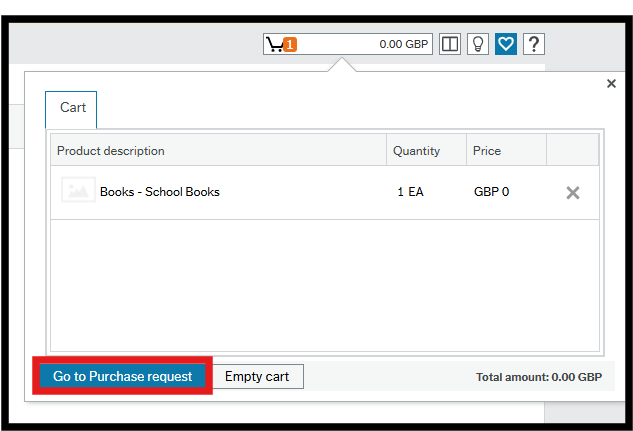 1 0.00 GBP ?
Cart
Product description Quantity Price
Books - School Books 1 EA GBP 0
Go to Purchase request Empty cart Total amount: 0.00 GBP